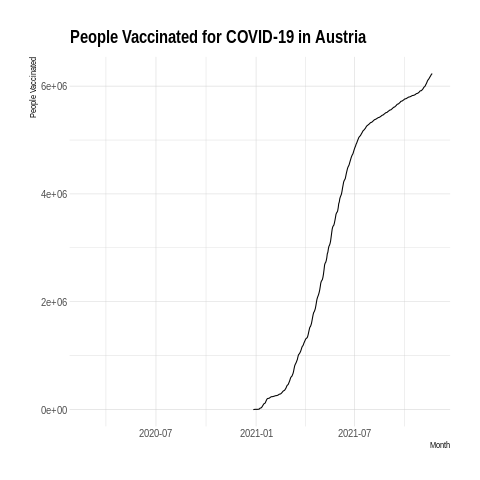 People Vaccinated for COVID-19 in Austria
People Vaccinated
6e+06
4e+06
2e+06
0e+00
2020-07
2021-01
2021-07
Month